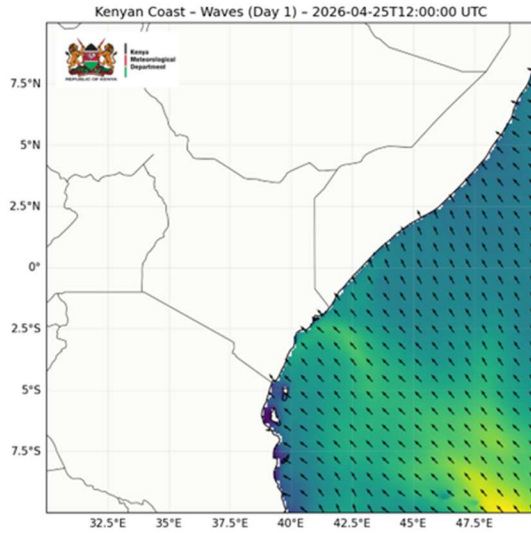 Kenyan Coast – Waves (Day 1) – 2026-04-25T12:00:00 UTC
Kenya
Meteorological
Department
REPUBLIC OF KENYA
7.5°N
5°N
2.5°N
0°
2.5°S
5°S
7.5°S
32.5°E 35°E 37.5°E 40°E 42.5°E 45°E 47.5°E